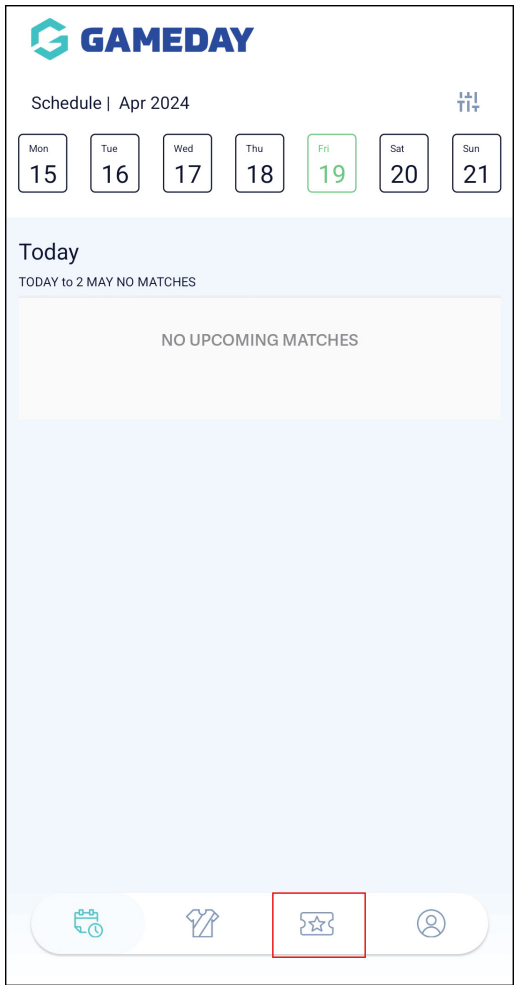 GAMEDAY
Schedule | Apr 2024
Mon Tue Wed Thu Fri Sat Sun
15 16 17 18 19 20 21
Today
TODAY to 2 MAY NO MATCHES
NO UPCOMING MATCHES